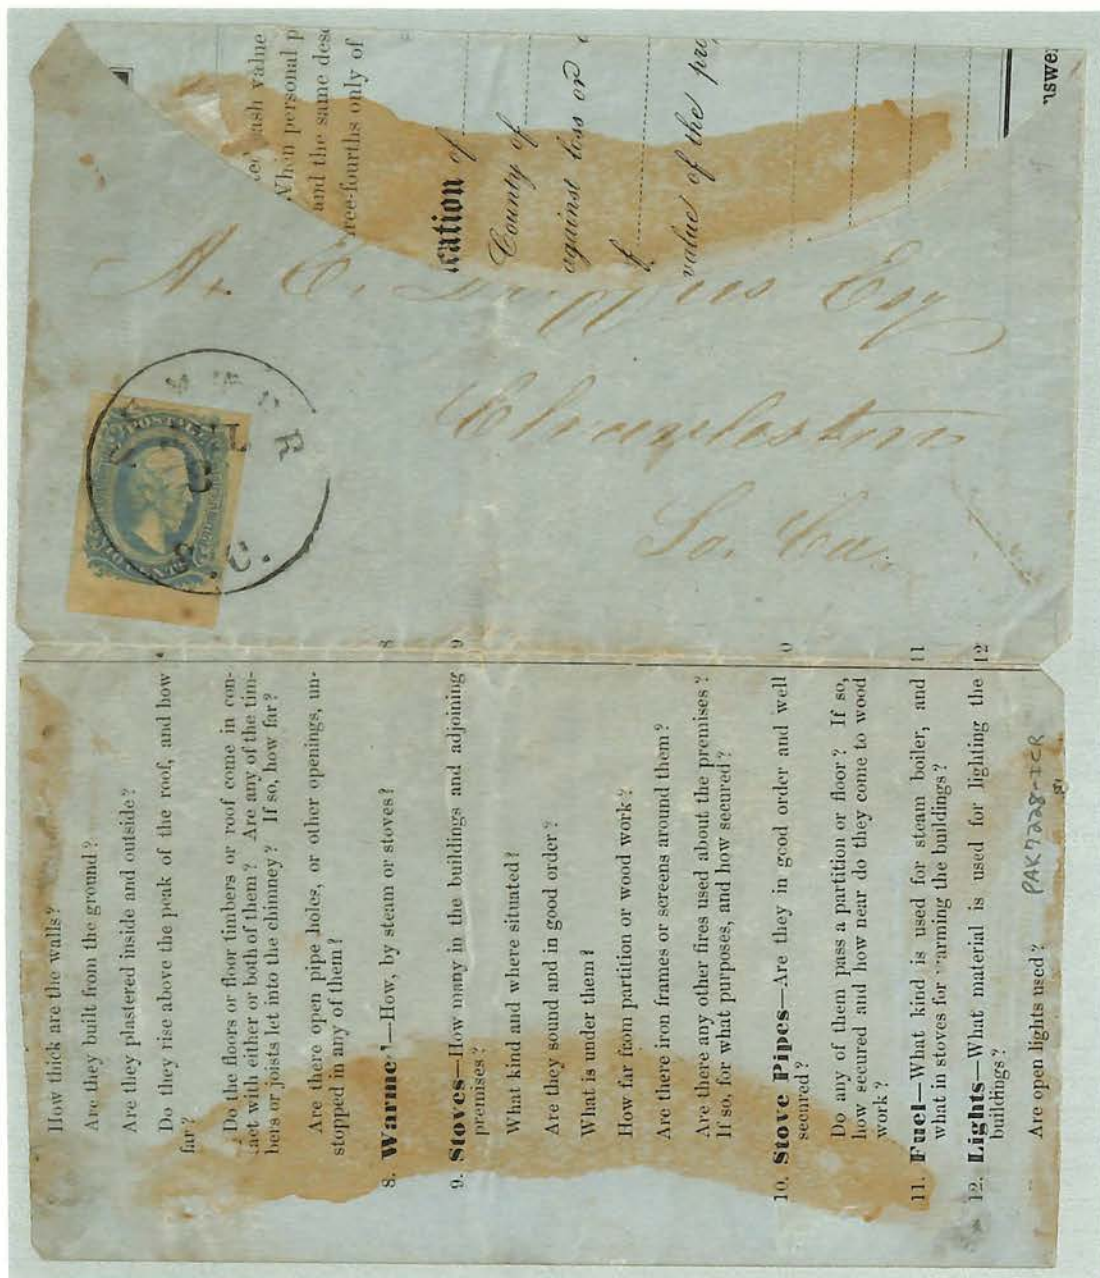 ash value
When personal p
and the same desc
ree-fourths only of
ration of
County of
against loss or
of
value of the pro
nswe
Esq
Charleston
So. Ca.
S.C.
How thick are the walls?
Are they built from the ground?
Are they plastered inside and outside?
Do they rise above the peak of the roof, and how
far?
Do the floors or floor timbers or roof come in con-
tact with either or both of them? Are any of the tim-
bers or joists let into the chimney? If so, how far?
Are there open pipe holes, or other openings, un-
stopped in any of them?
8. Warme'—How, by steam or stoves? 8
9. Stoves—How many in the buildings and adjoining 9
premises?
What kind and where situated?
Are they sound and in good order?
What is under them?
How far from partition or wood work?
Are there iron frames or screens around them?
Are there any other fires used about the premises?
If so, for what purposes, and how secured?
10. Stove Pipes—Are they in good order and well 0
secured?
Do any of them pass a partition or floor? If so,
how secured and how near do they come to wood
work?
11. Fuel—What kind is used for steam boiler, and 11
what in stoves for warming the buildings?
12. Lights—What material is used for lighting the 12
buildings?
Are open lights used? PAK7228-ICR